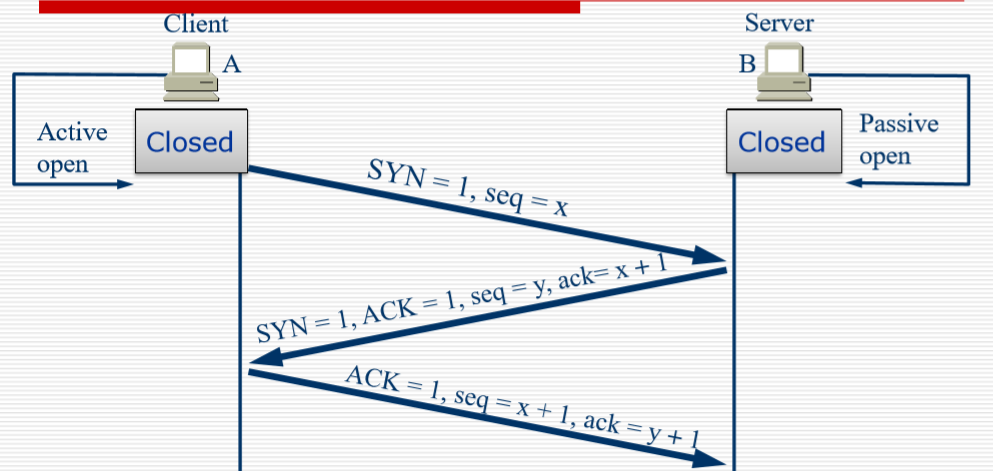 Client
Server
A
B
Active
open
Closed
Closed
Passive
open
SYN = 1, seq = x
SYN = 1, ACK = 1, seq = y, ack= x + 1
ACK = 1, seq = x + 1, ack = y + 1